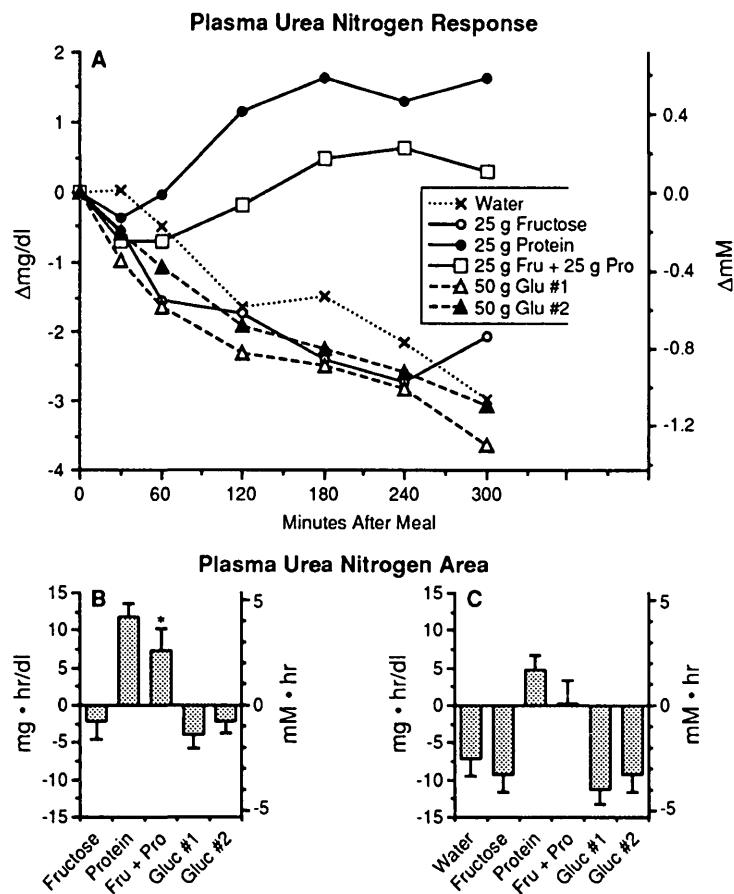 Plasma Urea Nitrogen Response
A
2
1
0
-1
-2
-3
-4
Δmg/dl
0.4
0.0
-0.4
-0.8
-1.2
ΔmM
Water
25 g Fructose
25 g Protein
25 g Fru + 25 g Pro
50 g Glu #1
50 g Glu #2
0 60 120 180 240 300
Minutes After Meal
Plasma Urea Nitrogen Area
B
15
10
5
0
-5
-10
-15
mg • hr/dl
*
5
0
-5
mM • hr
Fructose
Protein
Fru + Pro
Gluc #1
Gluc #2
C
15
10
5
0
-5
-10
-15
mg • hr/dl
5
0
-5
mM • hr
Water
Fructose
Protein
Fru + Pro
Gluc #1
Gluc #2